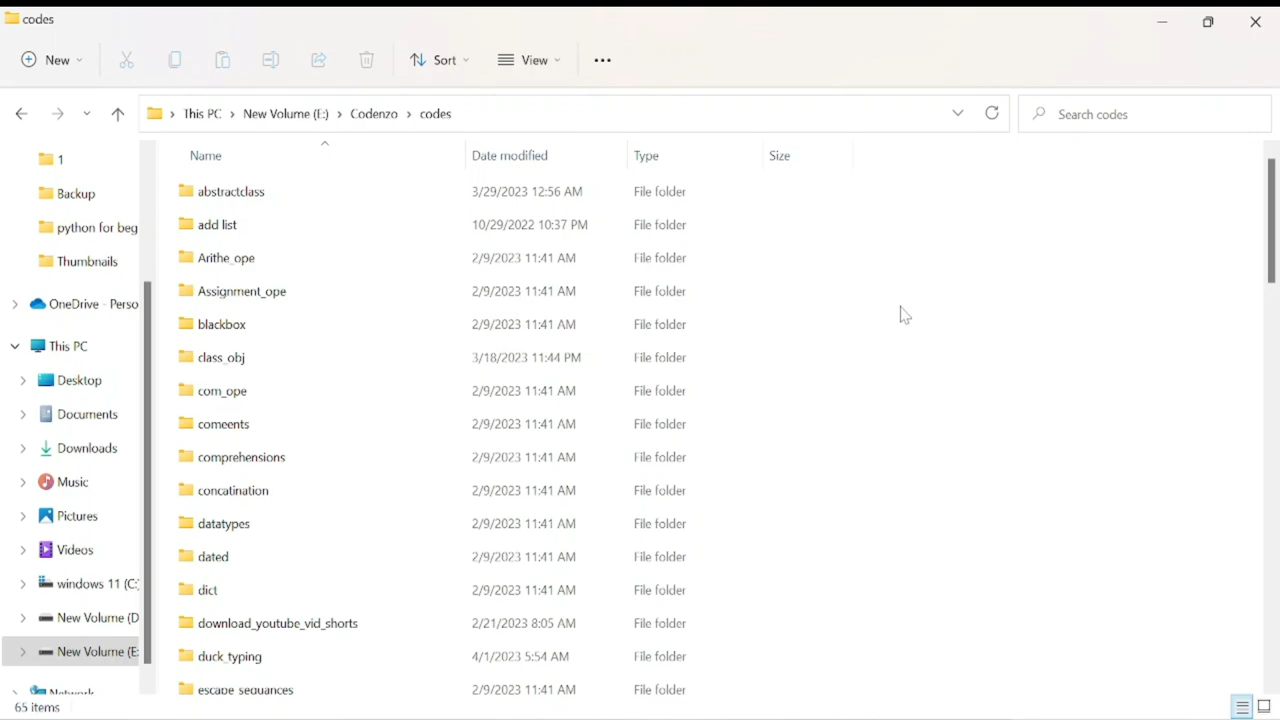 codes
New Sort View
This PC New Volume (E:) Codenzo codes Search codes
1
Backup
python for beg
Thumbnails
OneDrive - Perso
This PC
Desktop
Documents
Downloads
Music
Pictures
Videos
windows 11 (C:)
New Volume (D
New Volume (E:
Network
Name Date modified Type Size
abstractclass 3/29/2023 12:56 AM File folder
add list 10/29/2022 10:37 PM File folder
Arithe_ope 2/9/2023 11:41 AM File folder
Assignment_ope 2/9/2023 11:41 AM File folder
blackbox 2/9/2023 11:41 AM File folder
class_obj 3/18/2023 11:44 PM File folder
com_ope 2/9/2023 11:41 AM File folder
comeents 2/9/2023 11:41 AM File folder
comprehensions 2/9/2023 11:41 AM File folder
concatination 2/9/2023 11:41 AM File folder
datatypes 2/9/2023 11:41 AM File folder
dated 2/9/2023 11:41 AM File folder
dict 2/9/2023 11:41 AM File folder
download_youtube_vid_shorts 2/21/2023 8:05 AM File folder
duck_typing 4/1/2023 5:54 AM File folder
escape sequances 2/9/2023 11:41 AM File folder
65 items